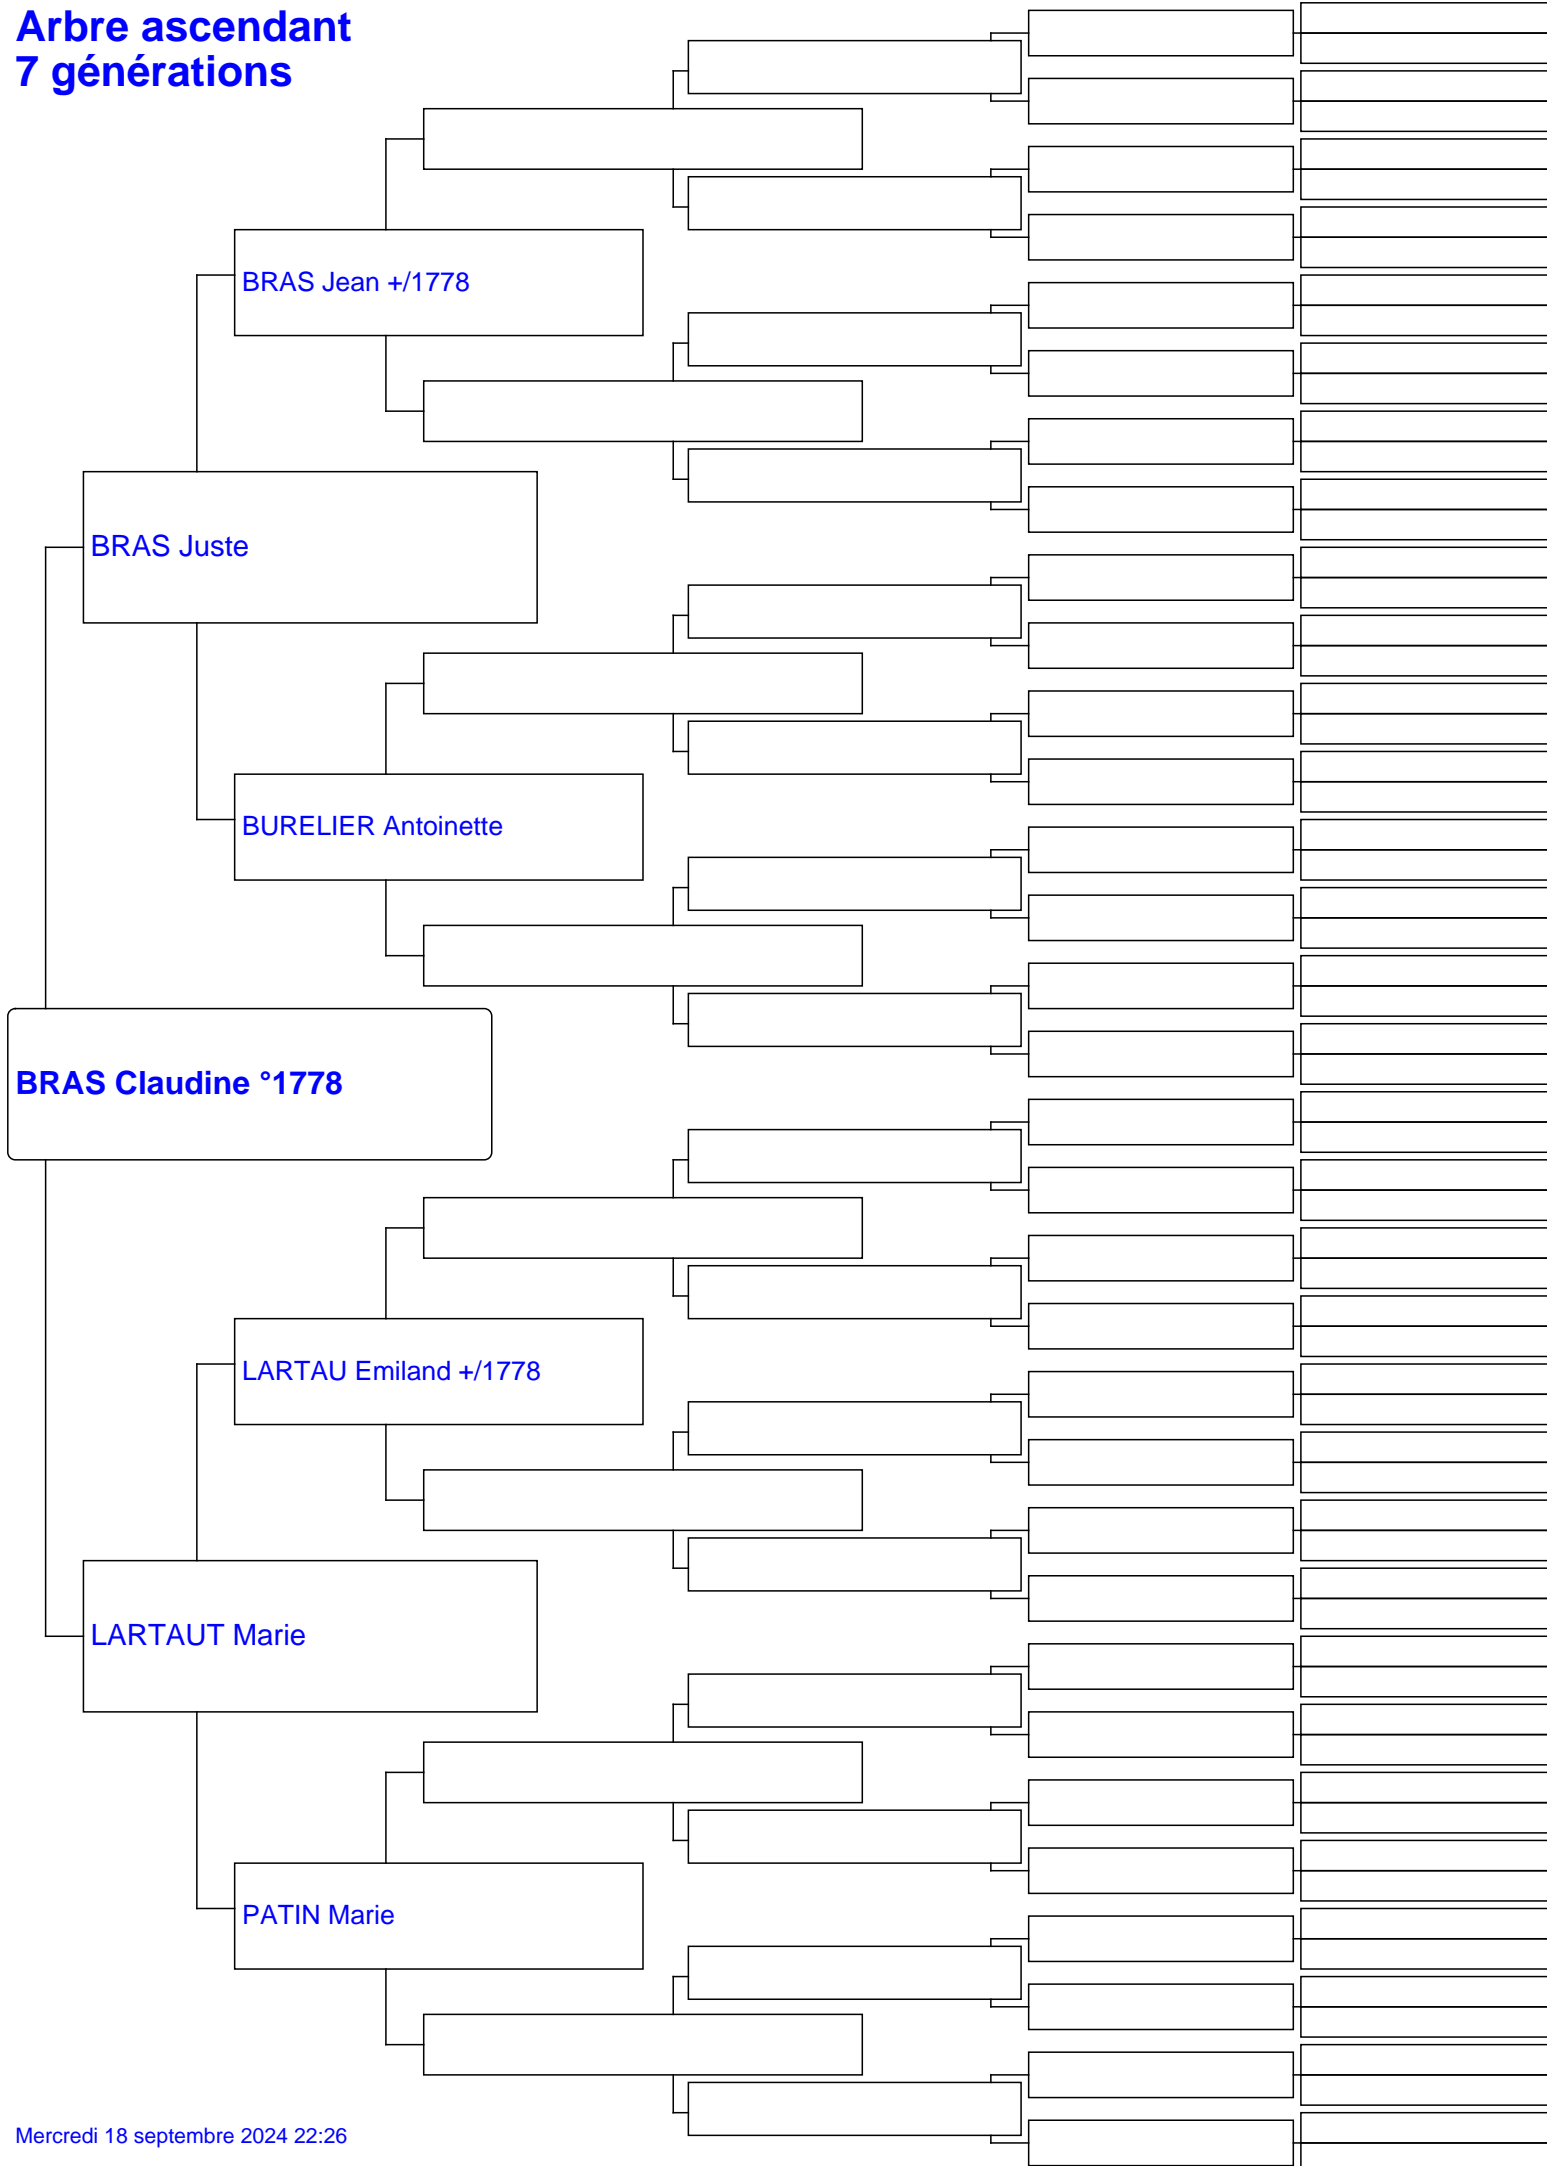 Arbre ascendant
7 générations
BRAS Jean +/1778
BRAS Juste
BURELIER Antoinette
BRAS Claudine °1778
LARTAU Emiland +/1778
LARTAUT Marie
PATIN Marie
Mercredi 18 septembre 2024 22:26